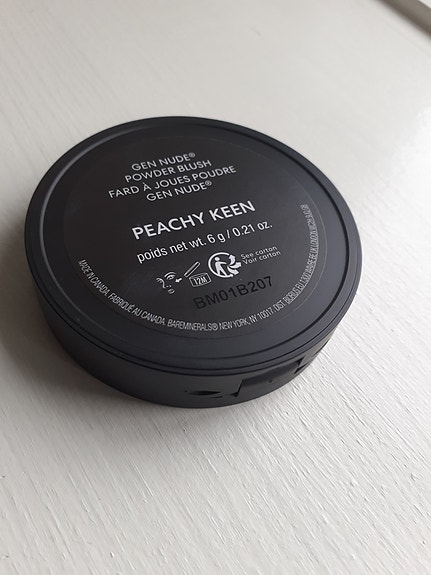 GEN NUDE®
POWDER BLUSH
FARD À JOUES POUDRE
GEN NUDE®
PEACHY KEEN
poids net wt. 6 g / 0.21 oz.
12M
See carton
Voir carton
BM01B207
MADE IN CANADA. FABRIQUÉ AU CANADA. BAREMINERALS® NEW YORK, NY 10017. DIST.